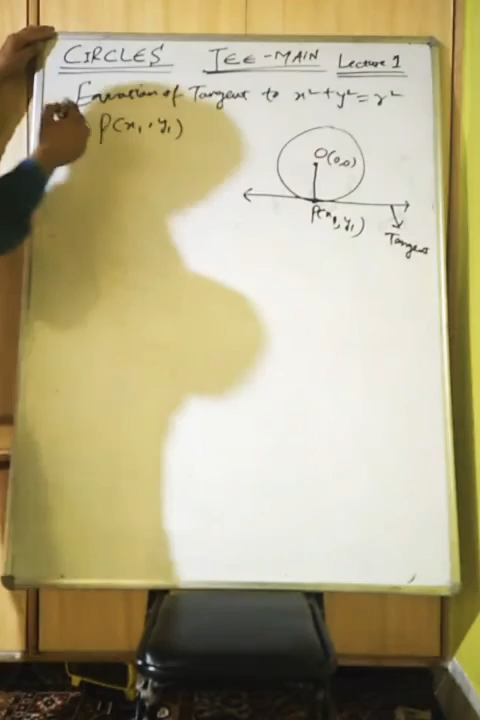 CIRCLES JEE-MAIN Lecture 1
Equation of Tangent to x²+y²=r²
P(x₁, y₁)
O(0,0)
P(x₁, y₁)
Tangent